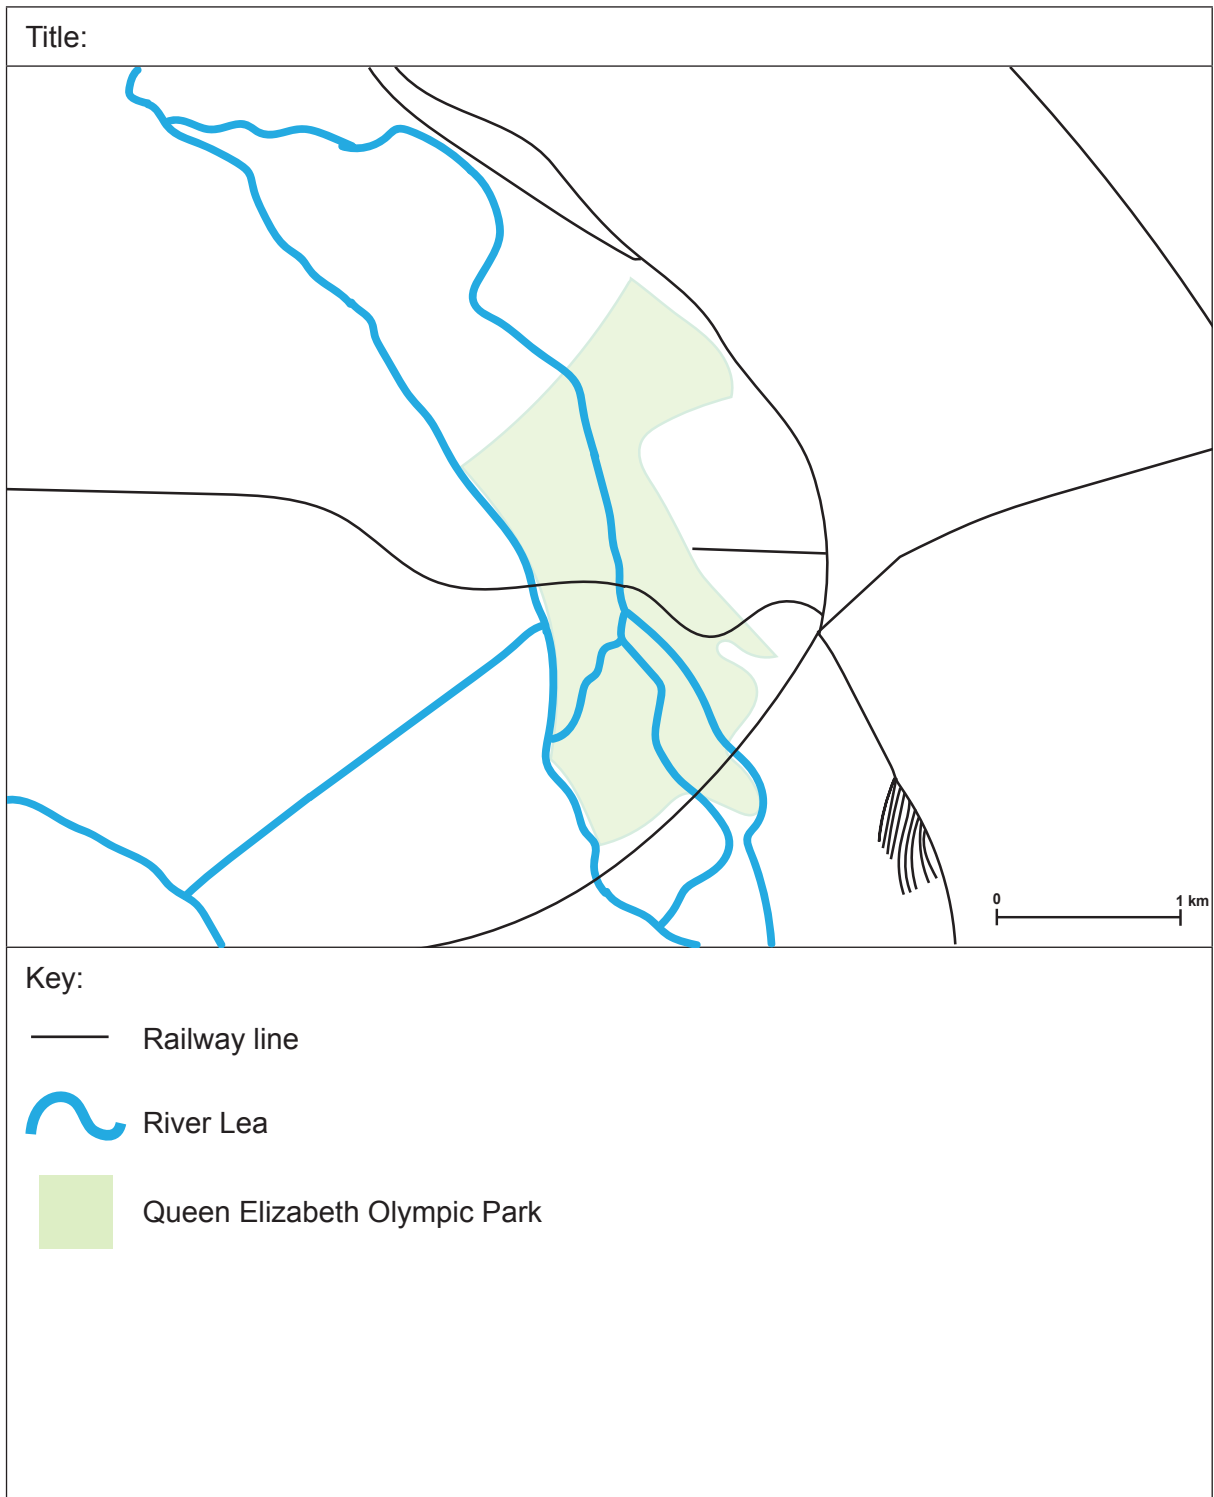 Title:
0 1 km
Key:
Railway line
River Lea
Queen Elizabeth Olympic Park